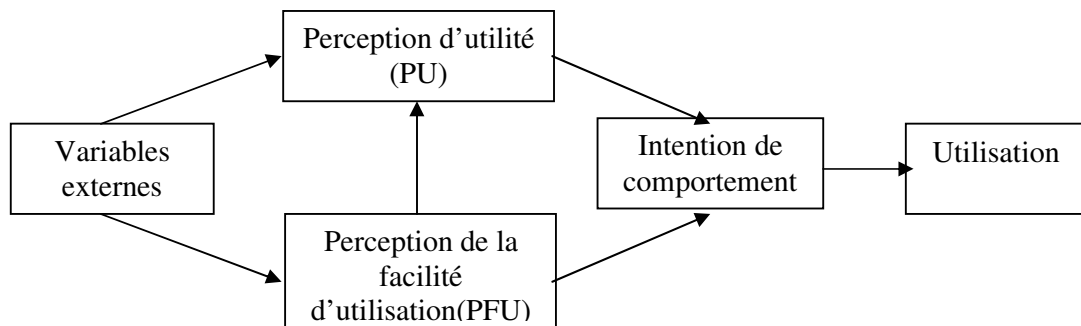 Perception d’utilité
(PU)
Variables
externes
Intention de
comportement
Utilisation
Perception de la
facilité
d’utilisation(PFU)